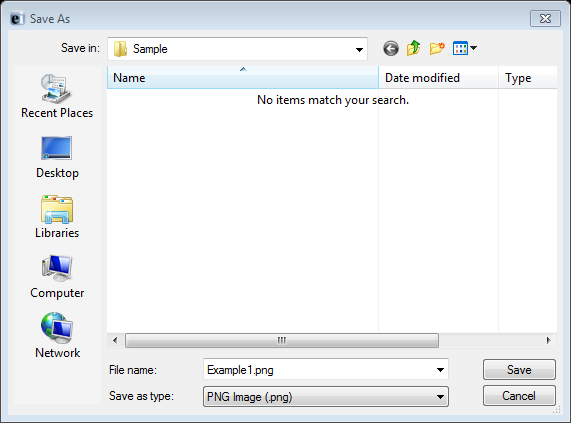 Save As
Save in: Sample
Name Date modified Type
No items match your search.
Recent Places
Desktop
Libraries
Computer
Network
File name: Example1.png Save
Save as type: PNG Image (.png) Cancel